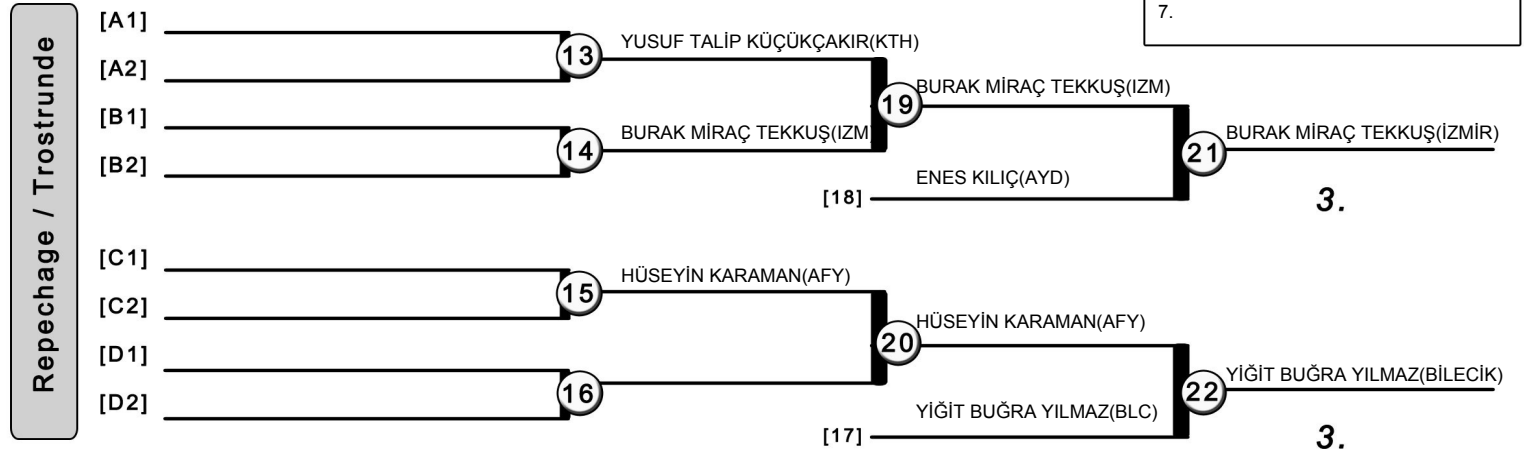 7.
Repechage / Trostrunde
[A1]
[A2]
13
YUSUF TALİP KÜÇÜKÇAKIR(KTH)
[B1]
[B2]
14
BURAK MİRAÇ TEKKUŞ(IZM)
19
BURAK MİRAÇ TEKKUŞ(IZM)
[18]
ENES KILIÇ(AYD)
21
BURAK MİRAÇ TEKKUŞ(İZMİR)
3.
[C1]
[C2]
15
HÜSEYİN KARAMAN(AFY)
[D1]
[D2]
16
20
HÜSEYİN KARAMAN(AFY)
[17]
YİĞİT BUĞRA YILMAZ(BLC)
22
YİĞİT BUĞRA YILMAZ(BİLECİK)
3.